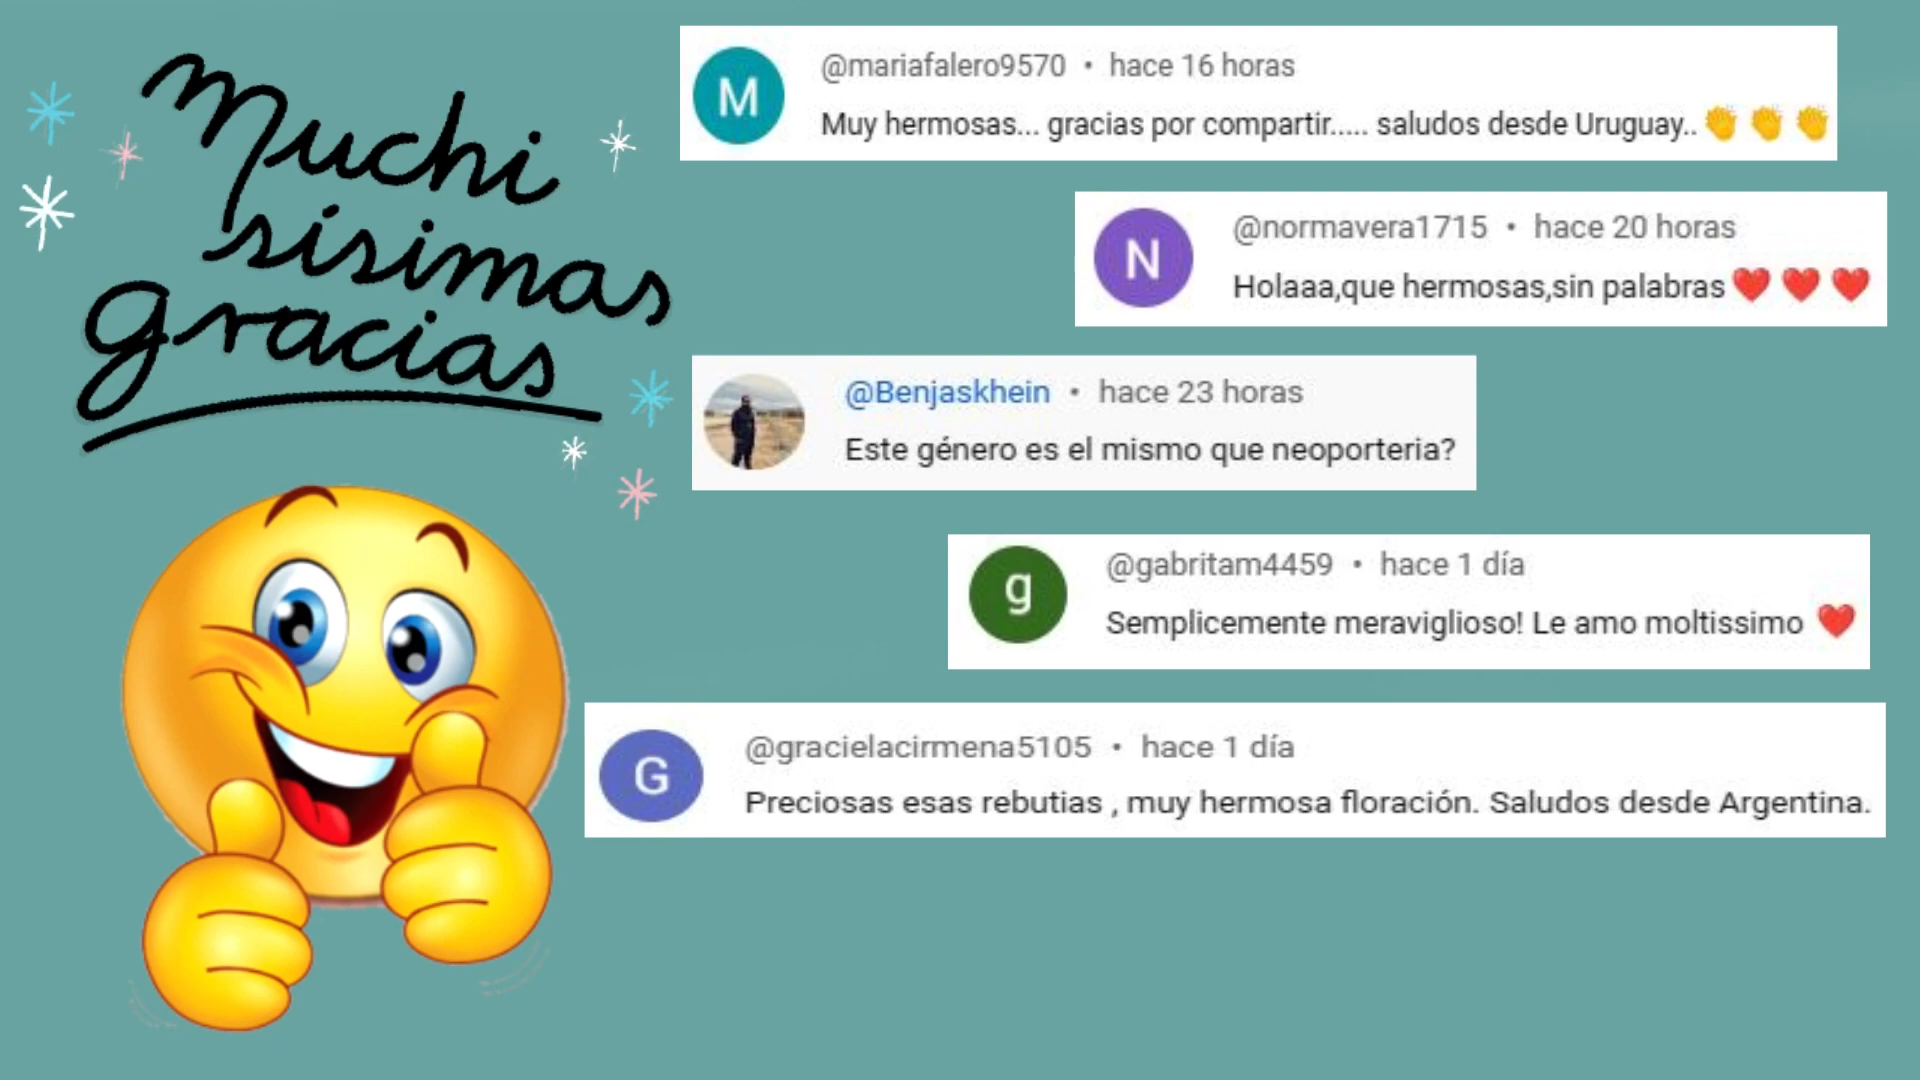 Muchi
sísimas
gracias
M
@mariafalero9570 • hace 16 horas
Muy hermosas... gracias por compartir..... saludos desde Uruguay.. 👏 👏 👏
N
@normavera1715 • hace 20 horas
Holaaa,que hermosas,sin palabras ❤️ ❤️ ❤️
@Benjaskhein • hace 23 horas
Este género es el mismo que neoporteria?
g
@gabritam4459 • hace 1 día
Semplicemente meraviglioso! Le amo moltissimo ❤️
G
@gracielacirmena5105 • hace 1 día
Preciosas esas rebutias , muy hermosa floración. Saludos desde Argentina.